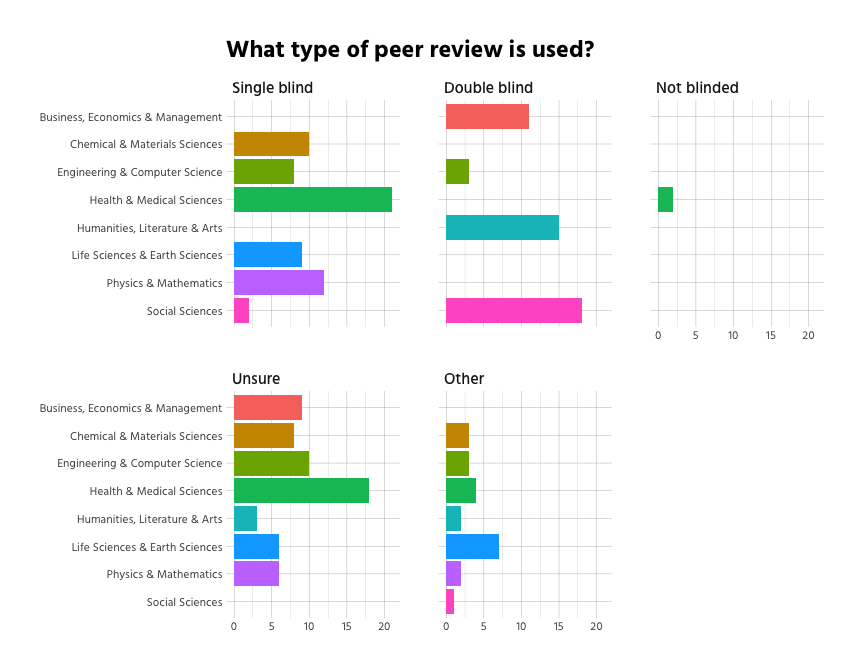 What type of peer review is used?
Single blind
Double blind
Not blinded
Business, Economics & Management
Chemical & Materials Sciences
Engineering & Computer Science
Health & Medical Sciences
Humanities, Literature & Arts
Life Sciences & Earth Sciences
Physics & Mathematics
Social Sciences
0 5 10 15 20
Unsure
Other
Business, Economics & Management
Chemical & Materials Sciences
Engineering & Computer Science
Health & Medical Sciences
Humanities, Literature & Arts
Life Sciences & Earth Sciences
Physics & Mathematics
Social Sciences
0 5 10 15 20
0 5 10 15 20